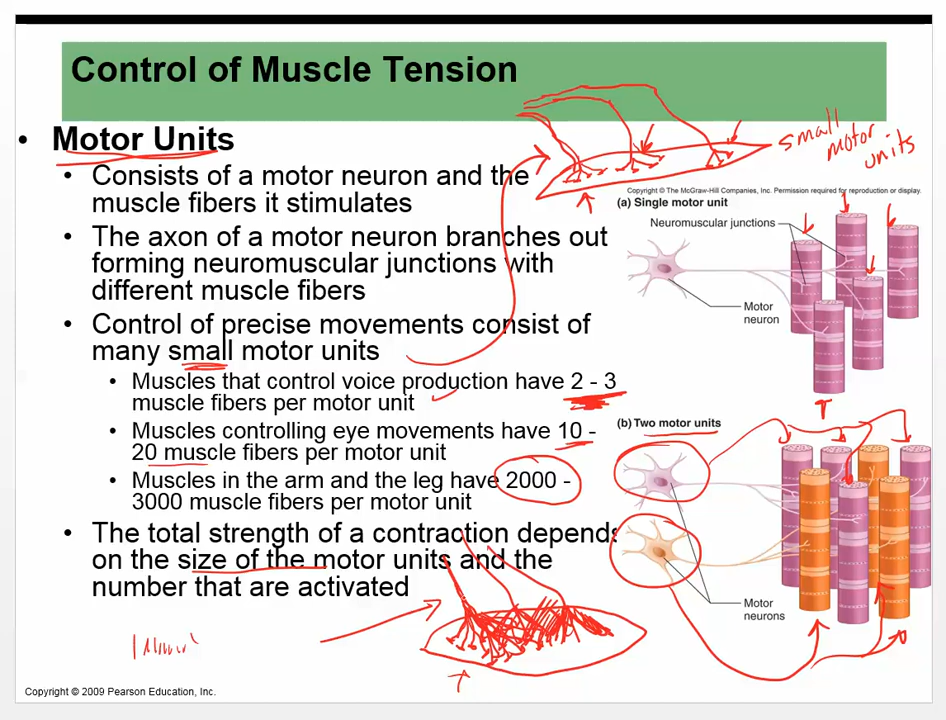 Control of Muscle Tension
• Motor Units
• Consists of a motor neuron and the
muscle fibers it stimulates
• The axon of a motor neuron branches out
forming neuromuscular junctions with
different muscle fibers
• Control of precise movements consist of
many small motor units
• Muscles that control voice production have 2 - 3
muscle fibers per motor unit
• Muscles controlling eye movements have 10 -
20 muscle fibers per motor unit
• Muscles in the arm and the leg have 2000 -
3000 muscle fibers per motor unit
• The total strength of a contraction depends
on the size of the motor units and the
number that are activated
small
motor
units
Copyright © The McGraw-Hill Companies, Inc. Permission required for reproduction or display.
(a) Single motor unit
Neuromuscular junctions
Motor
neuron
(b) Two motor units
Motor
neurons
Copyright © 2009 Pearson Education, Inc.